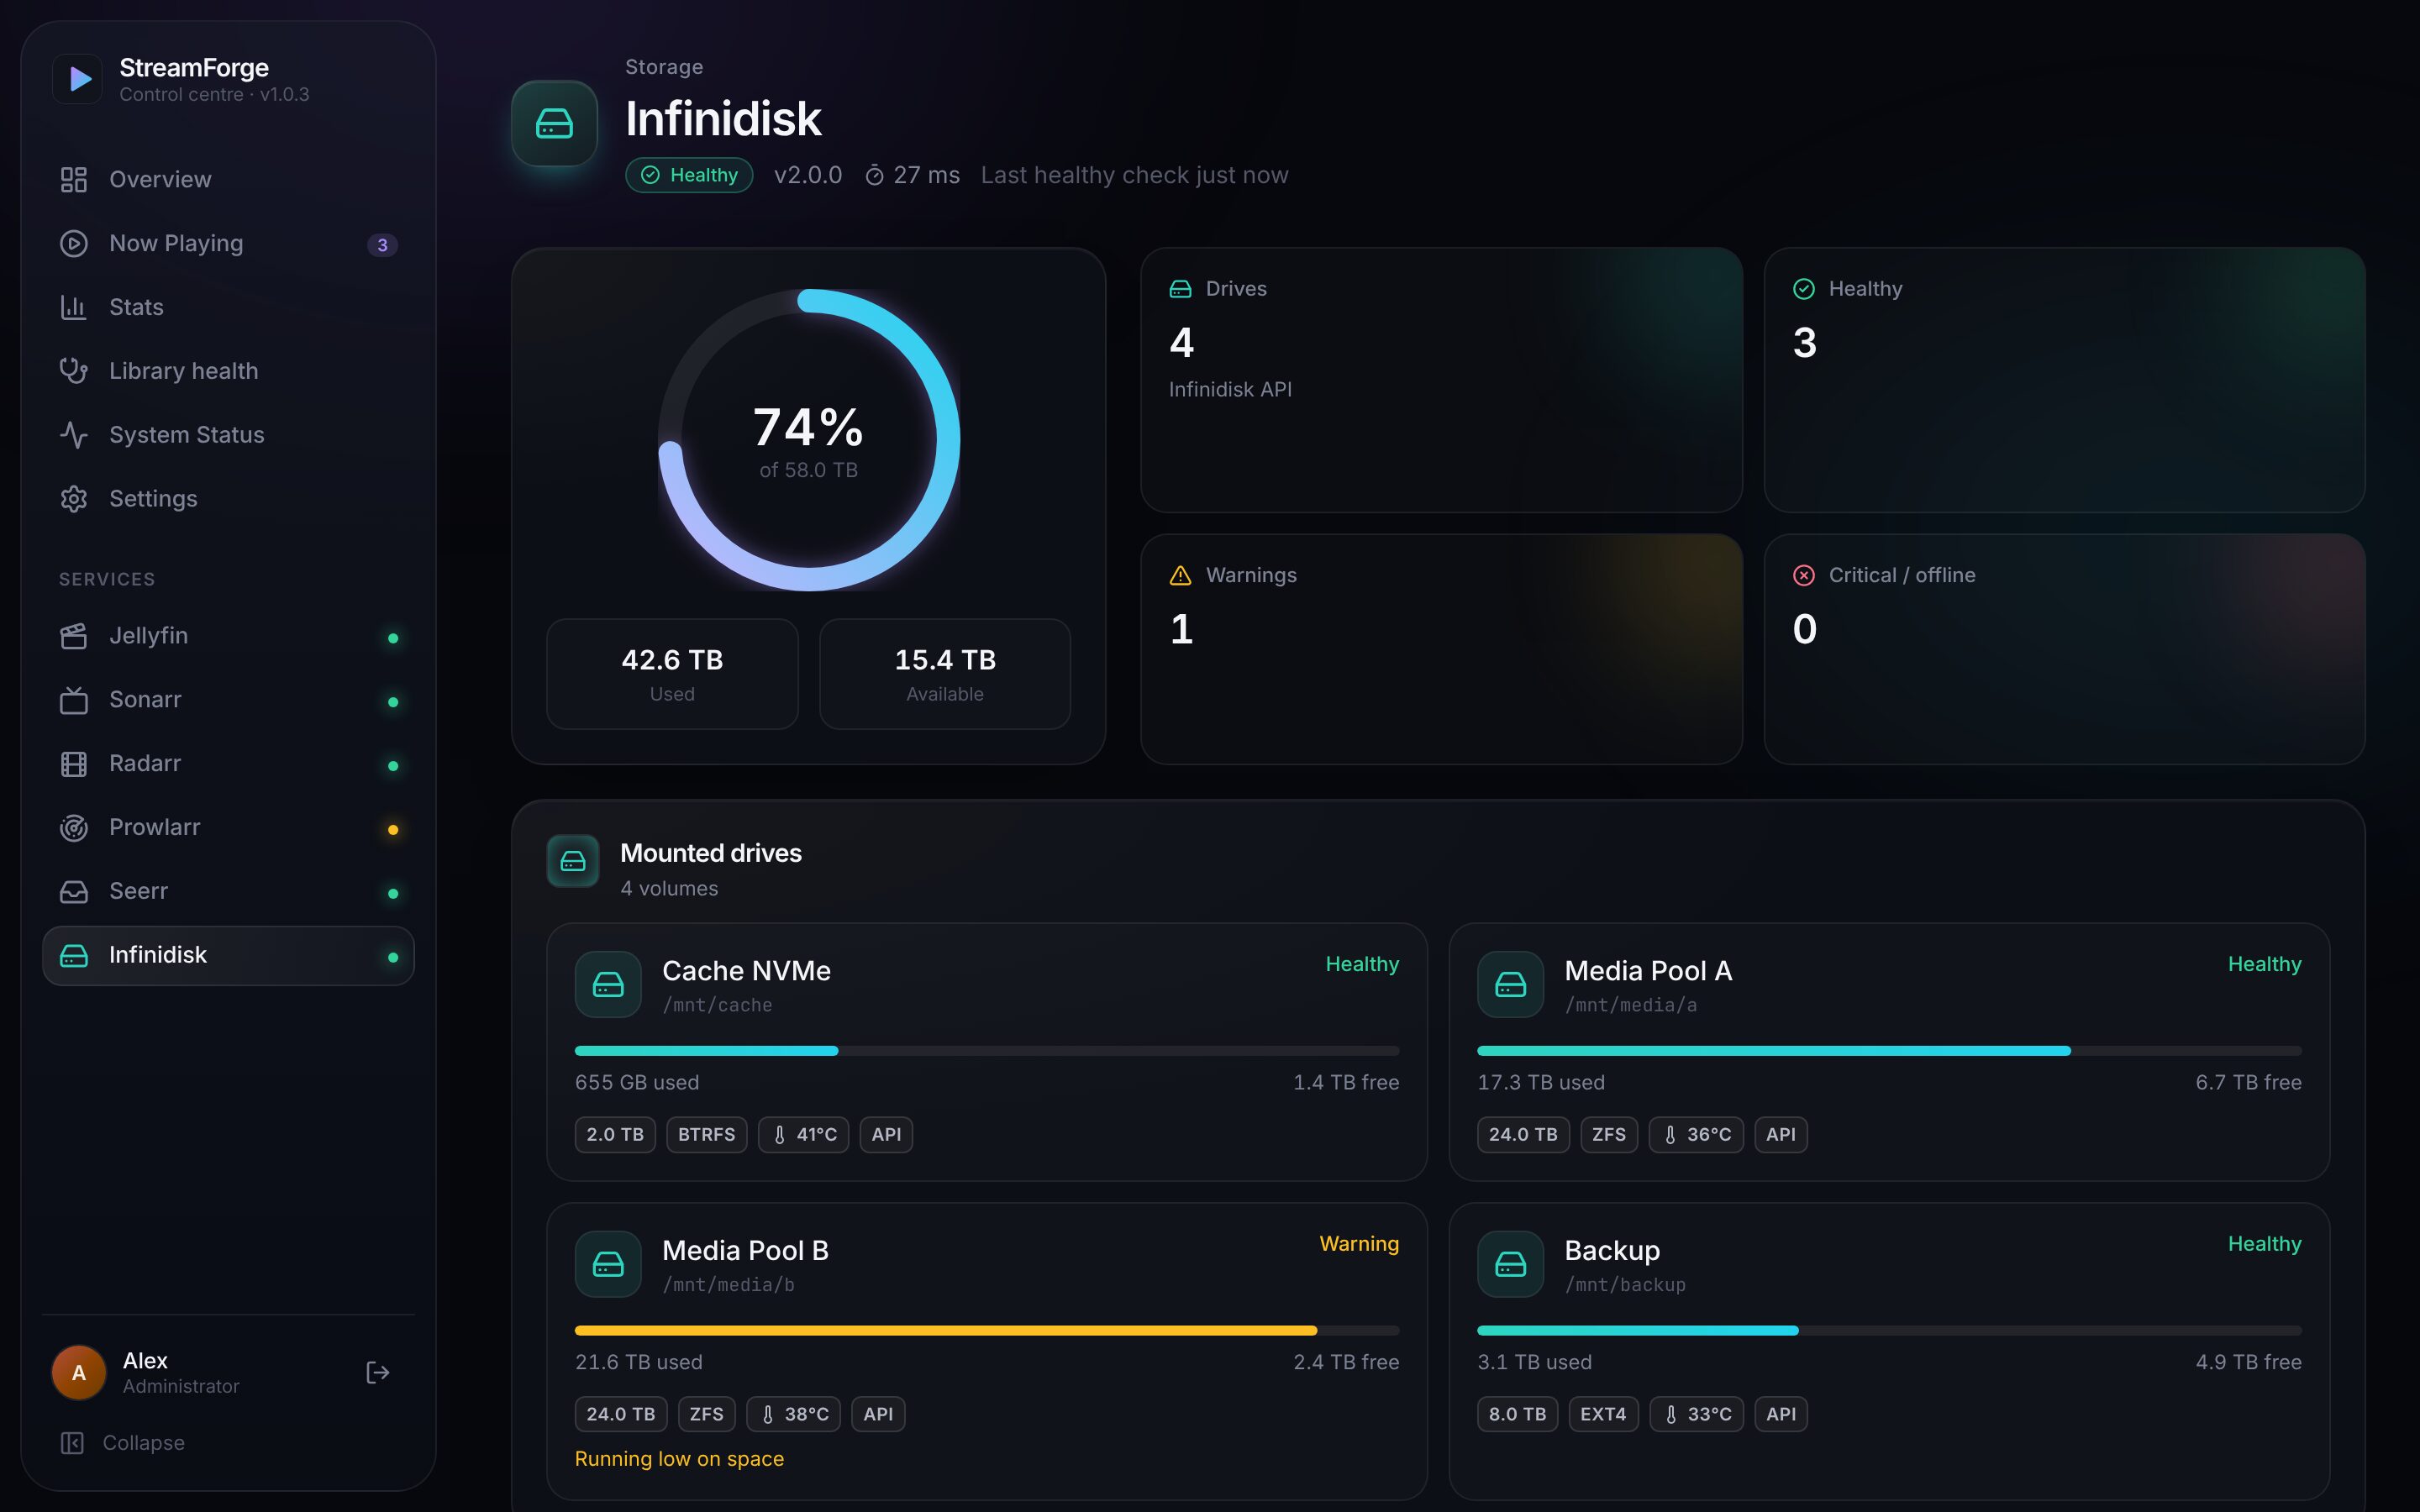 StreamForge
Control centre · v1.0.3
Overview
Now Playing 3
Stats
Library health
System Status
Settings
SERVICES
Jellyfin
Sonarr
Radarr
Prowlarr
Seerr
Infinidisk
A
Alex
Administrator
Collapse
Storage
Infinidisk
Healthy v2.0.0 27 ms Last healthy check just now
74%
of 58.0 TB
42.6 TB
Used
15.4 TB
Available
Drives
4
Infinidisk API
Healthy
3
Warnings
1
Critical / offline
0
Mounted drives
4 volumes
Cache NVMe Healthy
/mnt/cache
655 GB used 1.4 TB free
2.0 TB BTRFS 41°C API
Media Pool A Healthy
/mnt/media/a
17.3 TB used 6.7 TB free
24.0 TB ZFS 36°C API
Media Pool B Warning
/mnt/media/b
21.6 TB used 2.4 TB free
24.0 TB ZFS 38°C API
Running low on space
Backup Healthy
/mnt/backup
3.1 TB used 4.9 TB free
8.0 TB EXT4 33°C API